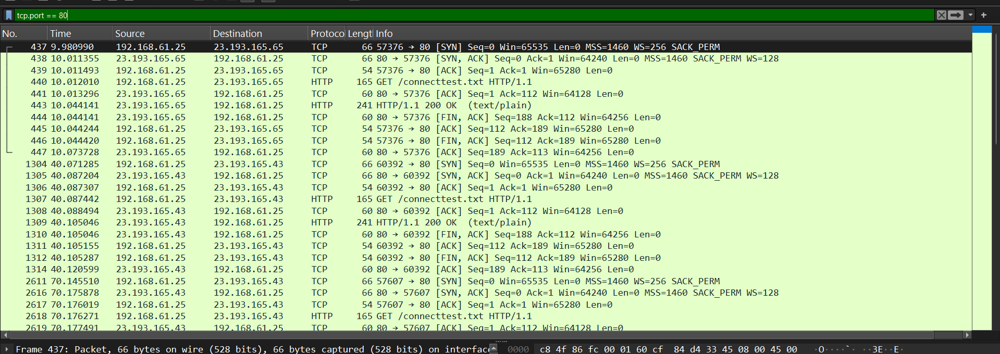 tcp.port == 80
No. Time Source Destination Protoco Lengt Info
437 9.980990 192.168.61.25 23.193.165.65 TCP 66 57376 → 80 [SYN] Seq=0 Win=65535 Len=0 MSS=1460 WS=256 SACK_PERM
438 10.011355 23.193.165.65 192.168.61.25 TCP 66 80 → 57376 [SYN, ACK] Seq=0 Ack=1 Win=64240 Len=0 MSS=1460 SACK_PERM WS=128
439 10.011493 192.168.61.25 23.193.165.65 TCP 54 57376 → 80 [ACK] Seq=1 Ack=1 Win=65280 Len=0
440 10.012010 192.168.61.25 23.193.165.65 HTTP 165 GET /connecttest.txt HTTP/1.1
441 10.013296 23.193.165.65 192.168.61.25 TCP 60 80 → 57376 [ACK] Seq=1 Ack=112 Win=64128 Len=0
443 10.044141 23.193.165.65 192.168.61.25 HTTP 241 HTTP/1.1 200 OK (text/plain)
444 10.044141 23.193.165.65 192.168.61.25 TCP 60 80 → 57376 [FIN, ACK] Seq=188 Ack=112 Win=64256 Len=0
445 10.044244 192.168.61.25 23.193.165.65 TCP 54 57376 → 80 [ACK] Seq=112 Ack=189 Win=65280 Len=0
446 10.044420 192.168.61.25 23.193.165.65 TCP 54 57376 → 80 [FIN, ACK] Seq=112 Ack=189 Win=65280 Len=0
447 10.073728 23.193.165.65 192.168.61.25 TCP 60 80 → 57376 [ACK] Seq=189 Ack=113 Win=64256 Len=0
1304 40.071285 192.168.61.25 23.193.165.43 TCP 66 60392 → 80 [SYN] Seq=0 Win=65535 Len=0 MSS=1460 WS=256 SACK_PERM
1305 40.087204 23.193.165.43 192.168.61.25 TCP 66 80 → 60392 [SYN, ACK] Seq=0 Ack=1 Win=64240 Len=0 MSS=1460 SACK_PERM WS=128
1306 40.087307 192.168.61.25 23.193.165.43 TCP 54 60392 → 80 [ACK] Seq=1 Ack=1 Win=65280 Len=0
1307 40.087442 192.168.61.25 23.193.165.43 HTTP 165 GET /connecttest.txt HTTP/1.1
1308 40.088494 23.193.165.43 192.168.61.25 TCP 60 80 → 60392 [ACK] Seq=1 Ack=112 Win=64128 Len=0
1309 40.105046 23.193.165.43 192.168.61.25 HTTP 241 HTTP/1.1 200 OK (text/plain)
1310 40.105046 23.193.165.43 192.168.61.25 TCP 60 80 → 60392 [FIN, ACK] Seq=188 Ack=112 Win=64256 Len=0
1311 40.105155 192.168.61.25 23.193.165.43 TCP 54 60392 → 80 [ACK] Seq=112 Ack=189 Win=65280 Len=0
1312 40.105287 192.168.61.25 23.193.165.43 TCP 54 60392 → 80 [FIN, ACK] Seq=112 Ack=189 Win=65280 Len=0
1314 40.120599 23.193.165.43 192.168.61.25 TCP 60 80 → 60392 [ACK] Seq=189 Ack=113 Win=64256 Len=0
2611 70.145510 192.168.61.25 23.193.165.43 TCP 66 57607 → 80 [SYN] Seq=0 Win=65535 Len=0 MSS=1460 WS=256 SACK_PERM
2616 70.175878 23.193.165.43 192.168.61.25 TCP 66 80 → 57607 [SYN, ACK] Seq=0 Ack=1 Win=64240 Len=0 MSS=1460 SACK_PERM WS=128
2617 70.176019 192.168.61.25 23.193.165.43 TCP 54 57607 → 80 [ACK] Seq=1 Ack=1 Win=65280 Len=0
2618 70.176271 192.168.61.25 23.193.165.43 HTTP 165 GET /connecttest.txt HTTP/1.1
2619 70.177491 23.193.165.43 192.168.61.25 TCP 60 80 → 57607 [ACK] Seq=1 Ack=112 Win=64128 Len=0
Frame 437: Packet, 66 bytes on wire (528 bits), 66 bytes captured (528 bits) on interface 0000 c8 4f 86 fc 00 01 60 cf 84 d4 33 45 08 00 45 00 ·O····`· ··3E··E·